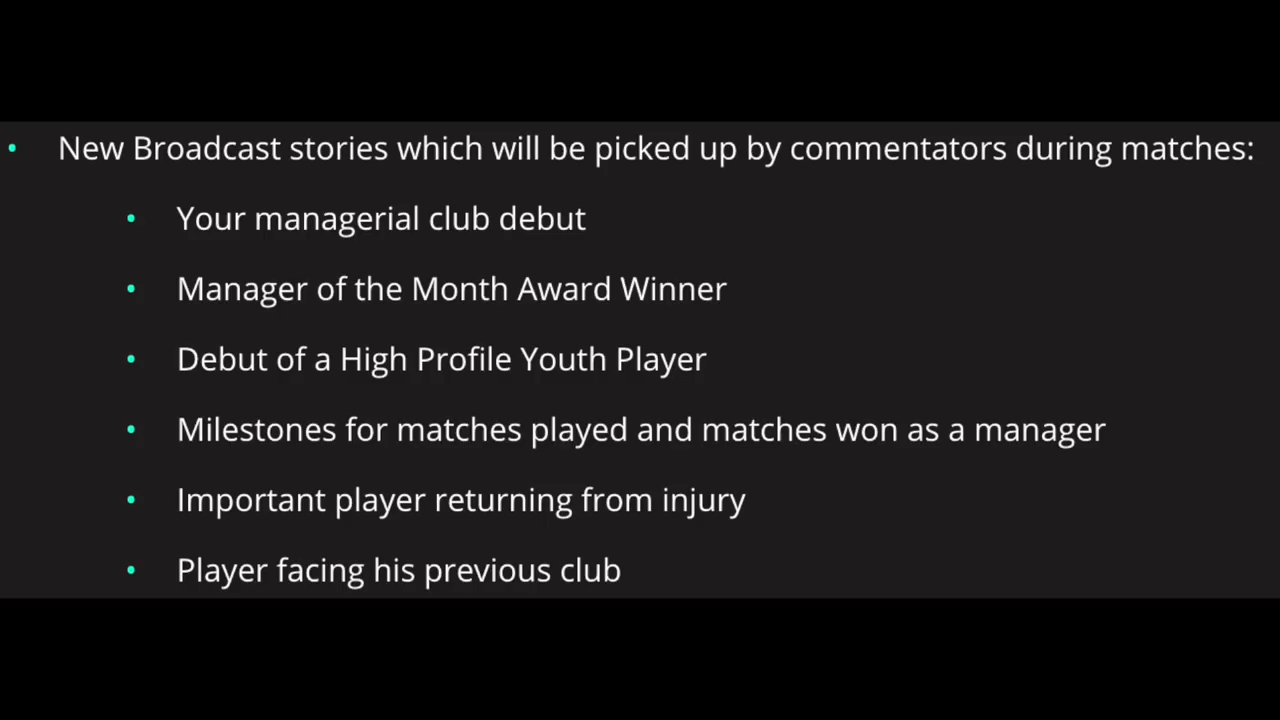 • New Broadcast stories which will be picked up by commentators during matches:
• Your managerial club debut
• Manager of the Month Award Winner
• Debut of a High Profile Youth Player
• Milestones for matches played and matches won as a manager
• Important player returning from injury
• Player facing his previous club